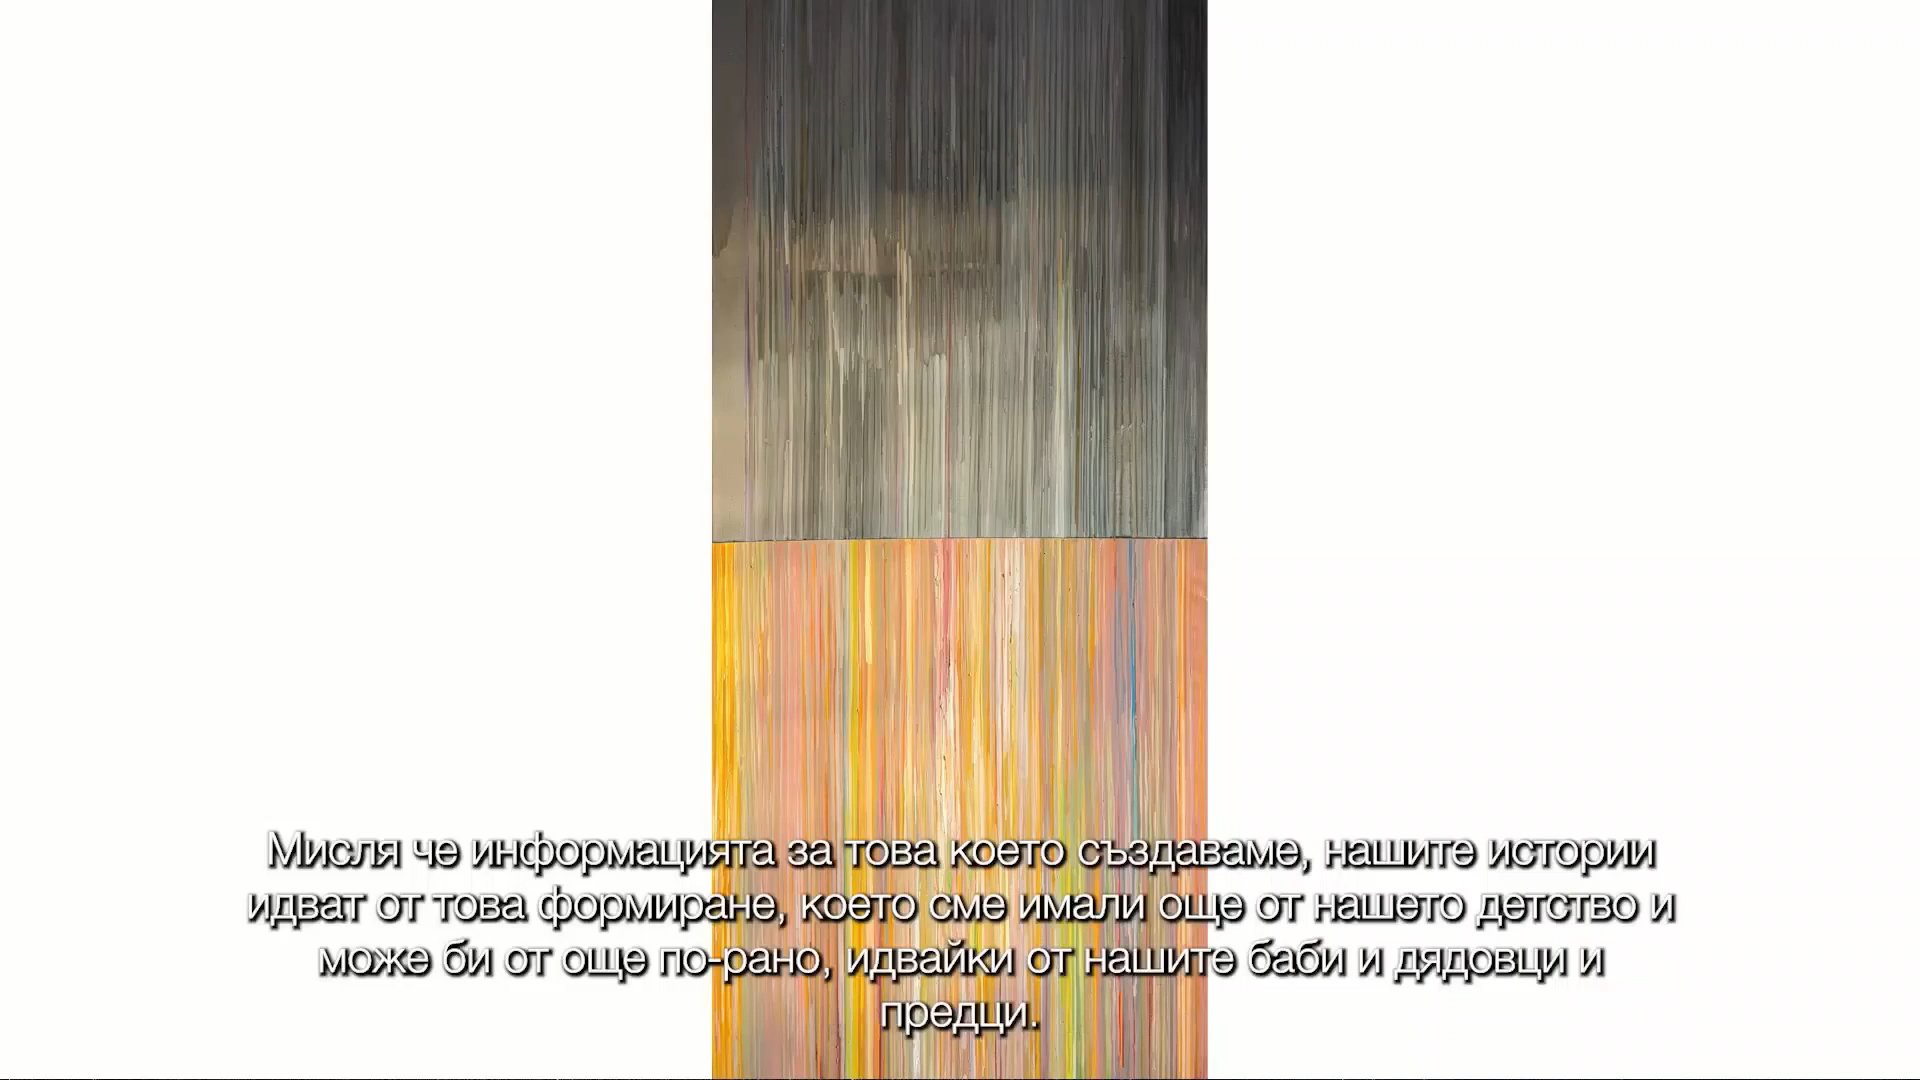 Мисля че информацията за това което създаваме, нашите истории
идват от това формиране, което сме имали още от нашето детство и
може би от още по-рано, идвайки от нашите баби и дядовци и
предци.